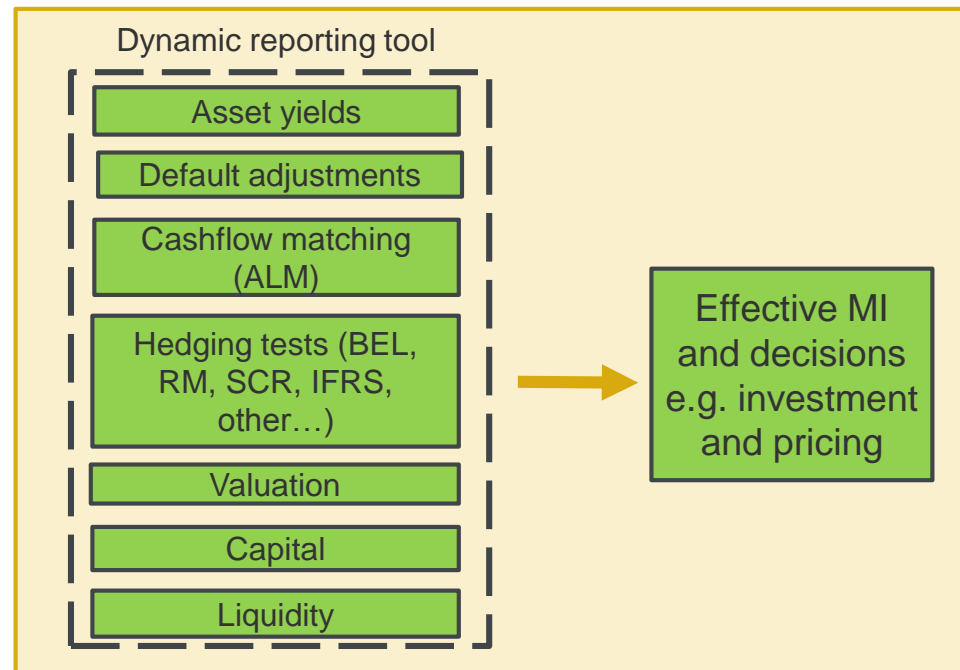 Dynamic reporting tool
Asset yields
Default adjustments
Cashflow matching
(ALM)
Hedging tests (BEL,
RM, SCR, IFRS,
other…)
Valuation
Capital
Liquidity
Effective MI
and decisions
e.g. investment
and pricing